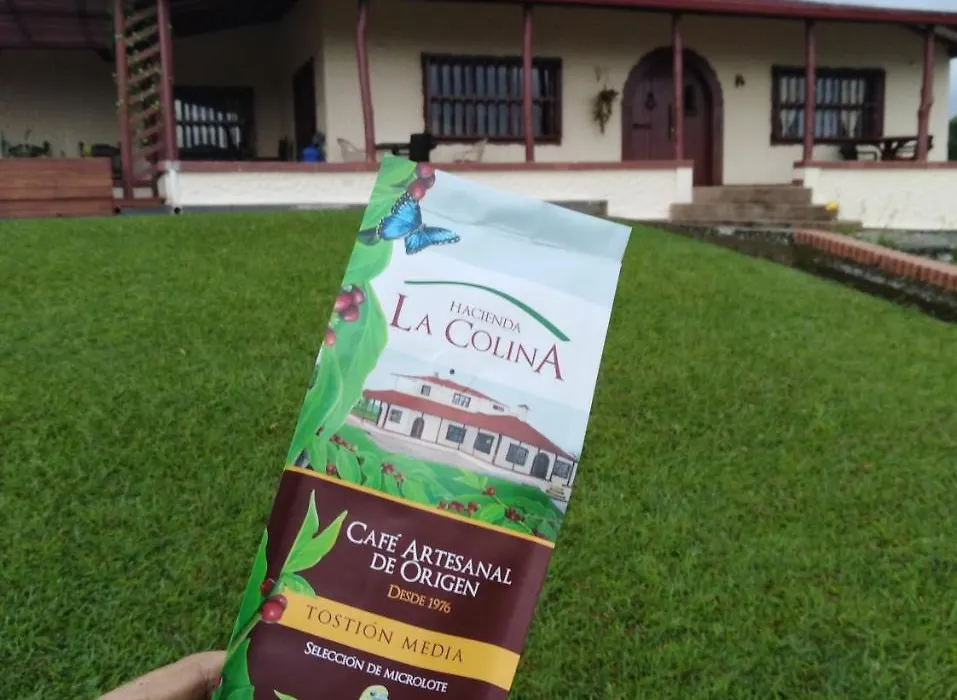 HACIENDA
LA COLINA
CAFÉ ARTESANAL
DE ORIGEN
DESDE 1976
TOSTIÓN MEDIA
SELECCIÓN DE MICROLOTE